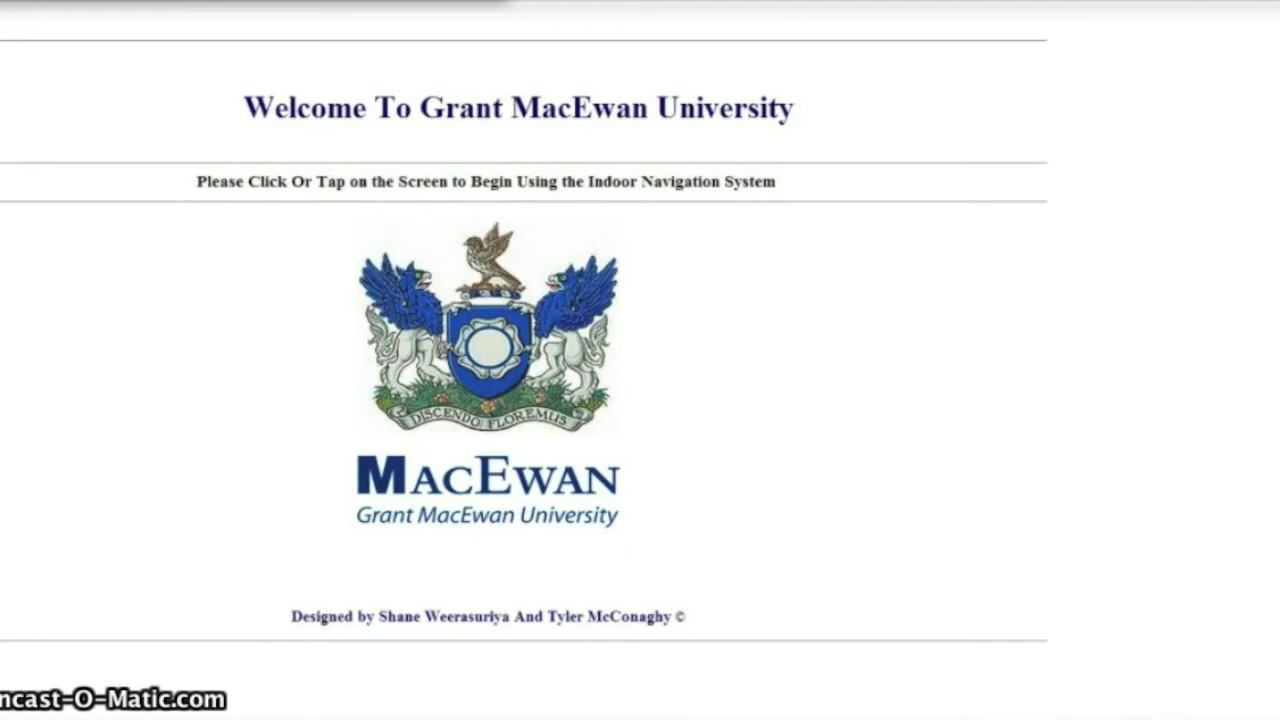 Welcome To Grant MacEwan University
Please Click Or Tap on the Screen to Begin Using the Indoor Navigation System
DISCENDO FLOREMUS
MACEWAN
Grant MacEwan University
Designed by Shane Weerasuriya And Tyler McConaghy ©
ncast-O-Matic.com